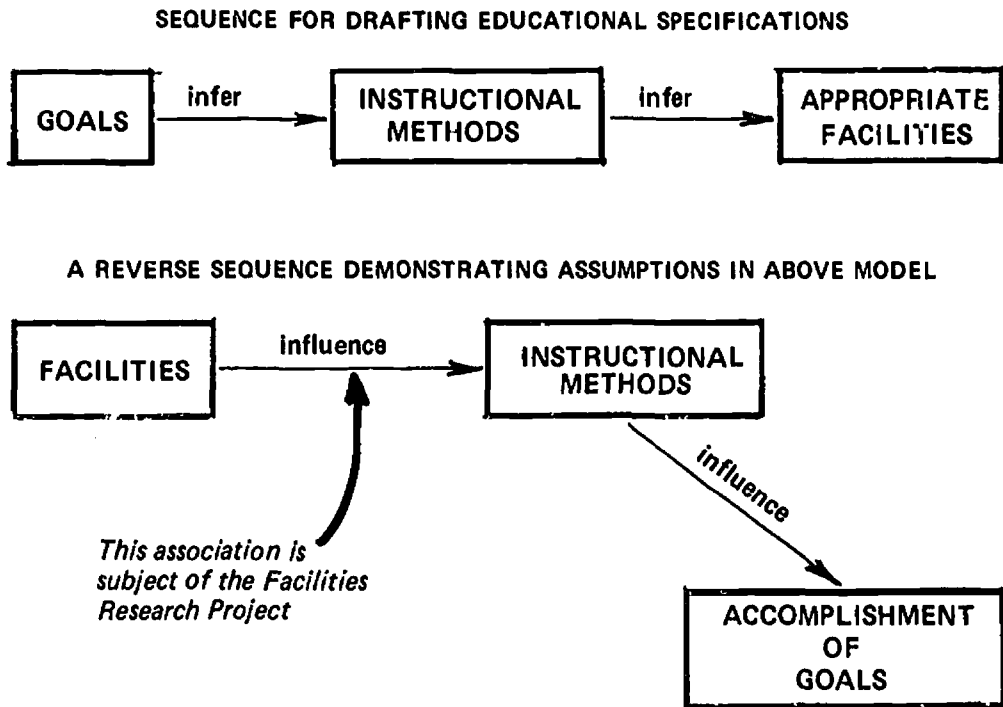 SEQUENCE FOR DRAFTING EDUCATIONAL SPECIFICATIONS
GOALS
infer
INSTRUCTIONAL
METHODS
infer
APPROPRIATE
FACILITIES
A REVERSE SEQUENCE DEMONSTRATING ASSUMPTIONS IN ABOVE MODEL
FACILITIES
influence
INSTRUCTIONAL
METHODS
influence
This association is
subject of the Facilities
Research Project
ACCOMPLISHMENT
OF
GOALS